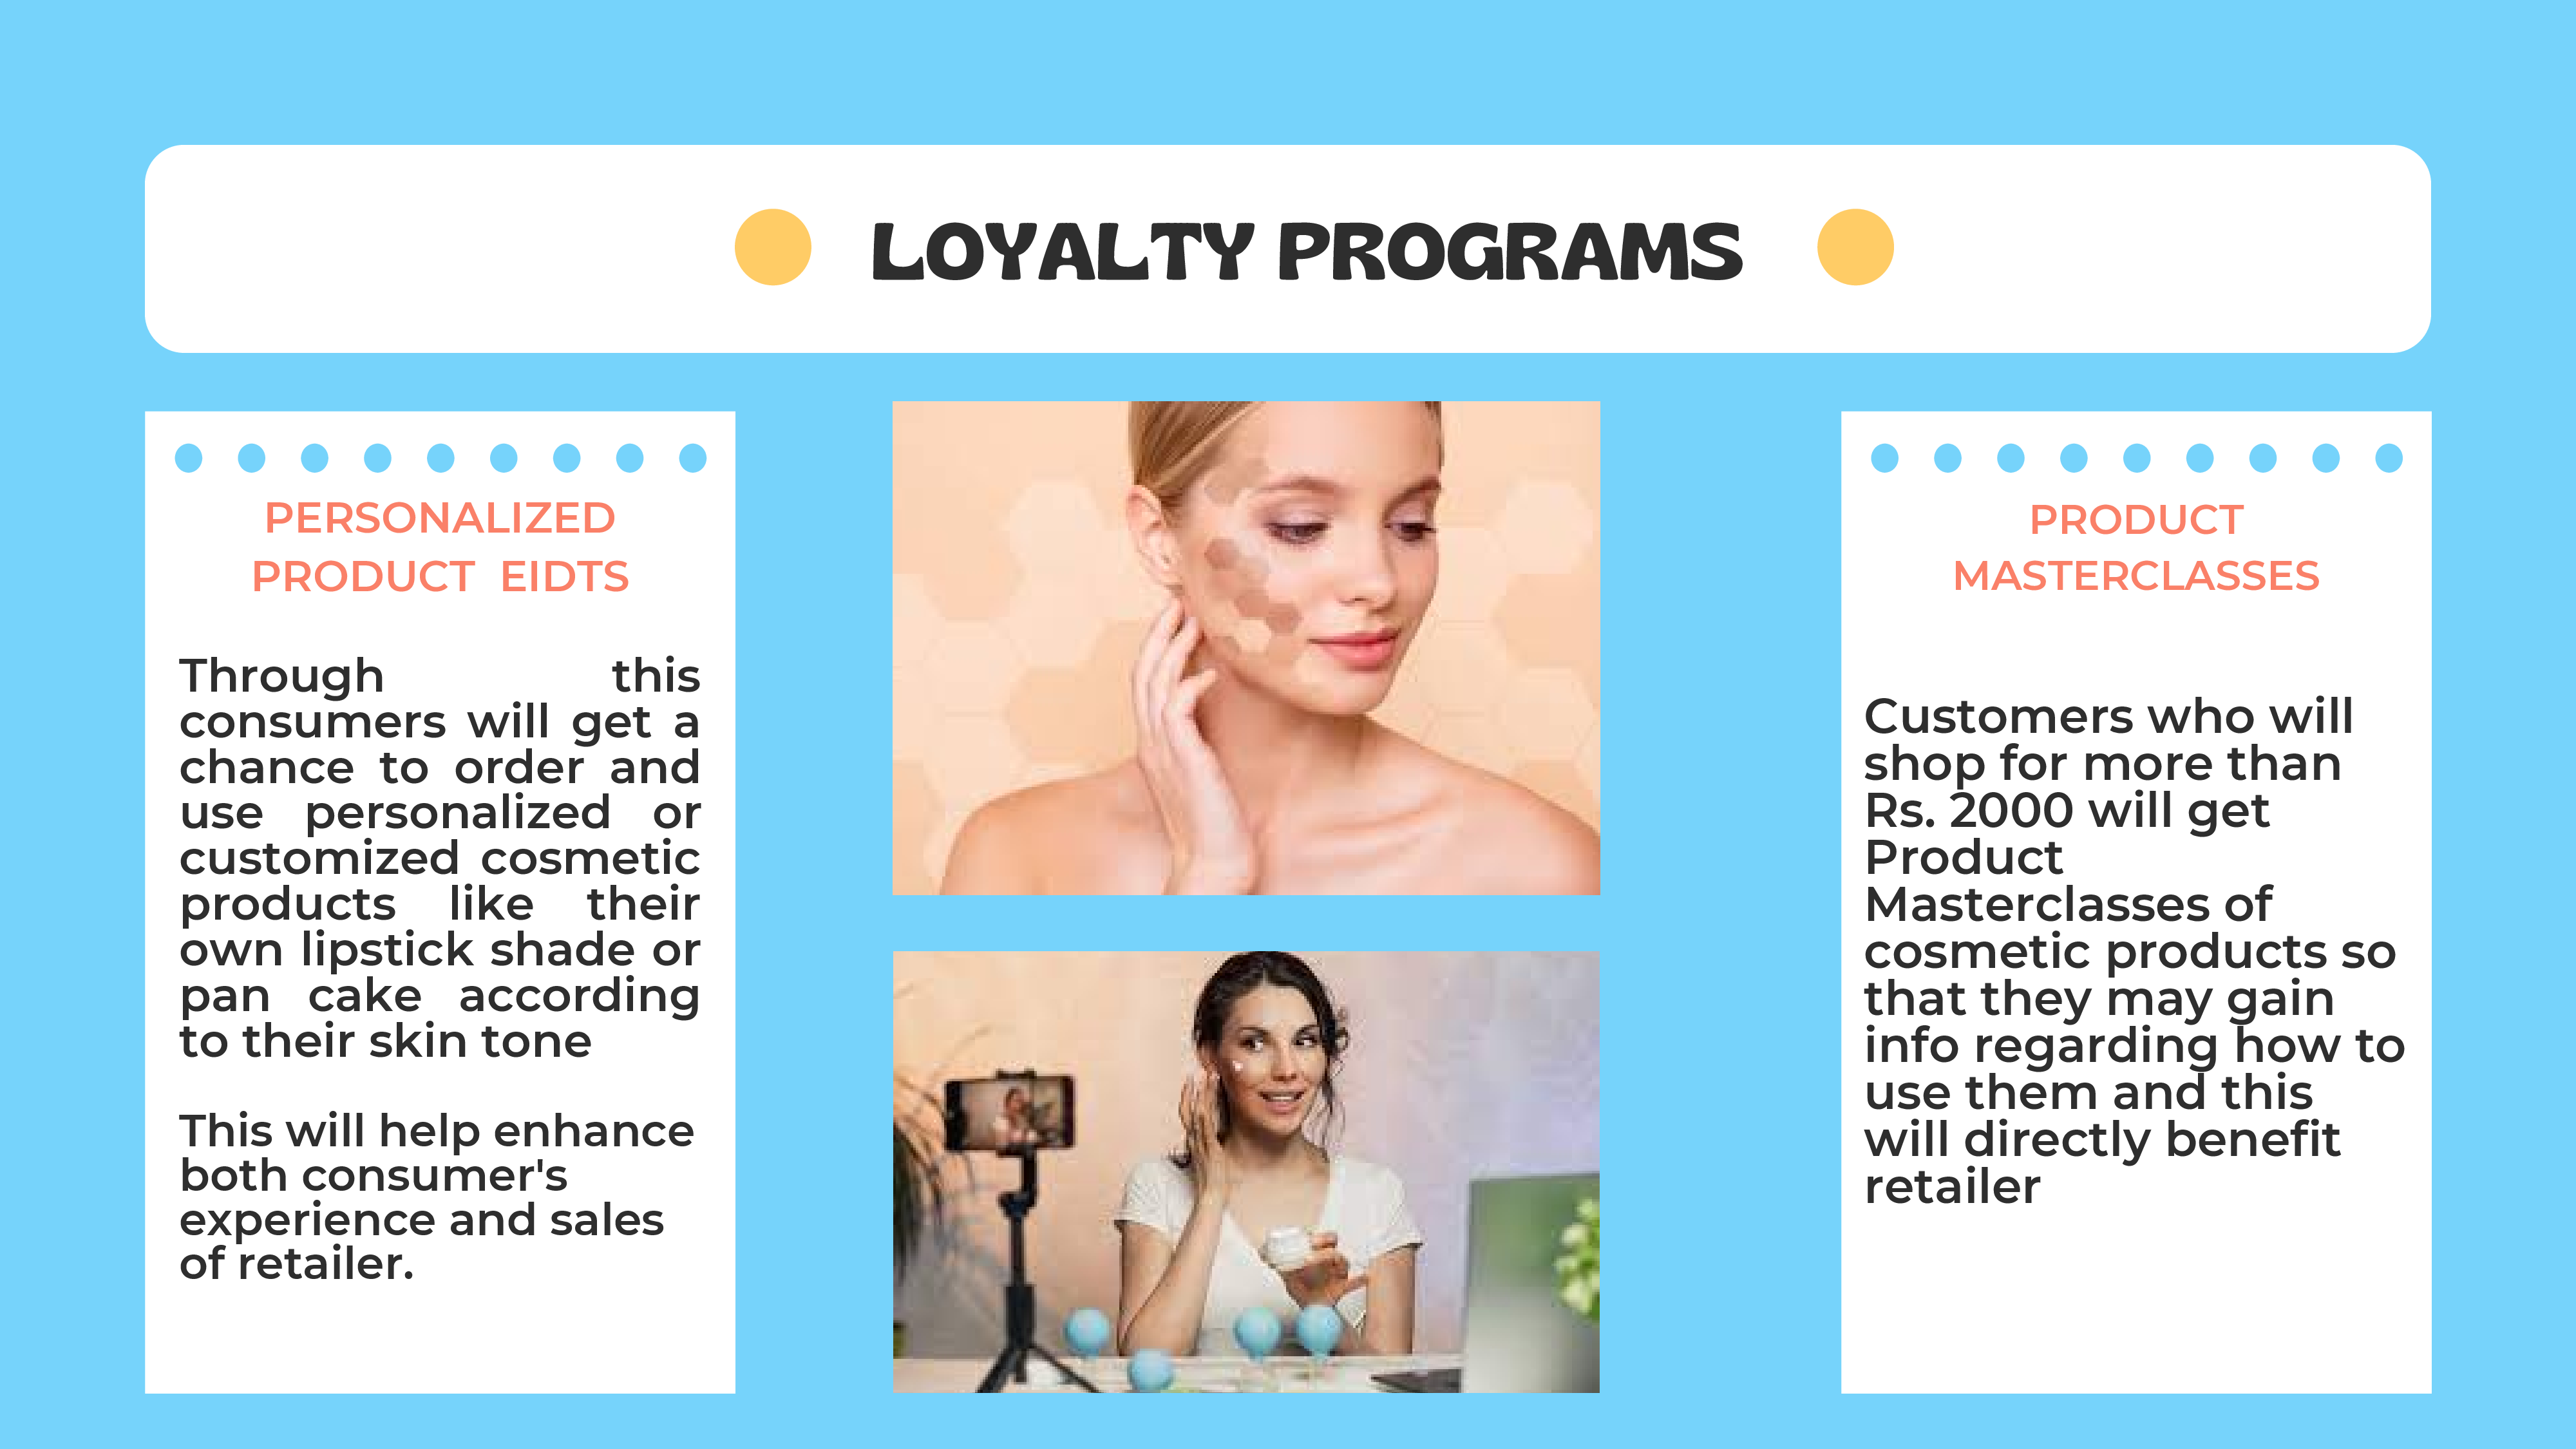 LOYALTY PROGRAMS
PERSONALIZED
PRODUCT EIDTS
Through this
consumers will get a
chance to order and
use personalized or
customized cosmetic
products like their
own lipstick shade or
pan cake according
to their skin tone
This will help enhance
both consumer's
experience and sales
of retailer.
PRODUCT
MASTERCLASSES
Customers who will
shop for more than
Rs. 2000 will get
Product
Masterclasses of
cosmetic products so
that they may gain
info regarding how to
use them and this
will directly benefit
retailer